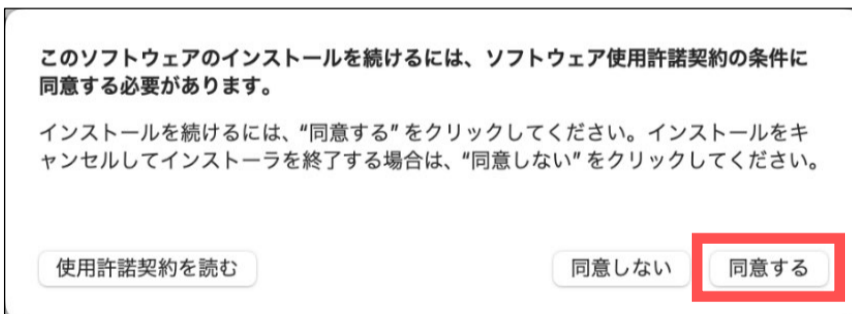 このソフトウェアのインストールを続けるには、ソフトウェア使用許諾契約の条件に
同意する必要があります。
インストールを続けるには、“同意する” をクリックしてください。インストールをキ
ャンセルしてインストーラを終了する場合は、“同意しない” をクリックしてください。
使用許諾契約を読む
同意しない
同意する